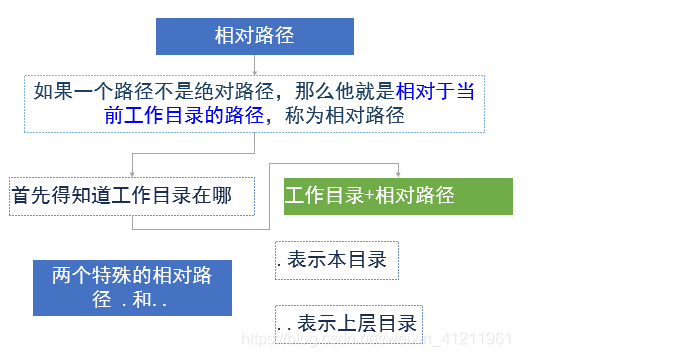 相对路径
如果一个路径不是绝对路径，那么他就是相对于当
前工作目录的路径，称为相对路径
首先得知道工作目录在哪
工作目录+相对路径
. 表示本目录
两个特殊的相对路
径 . 和. .
. . 表示上层目录
https://blog.csdn.net/weixin_41211961